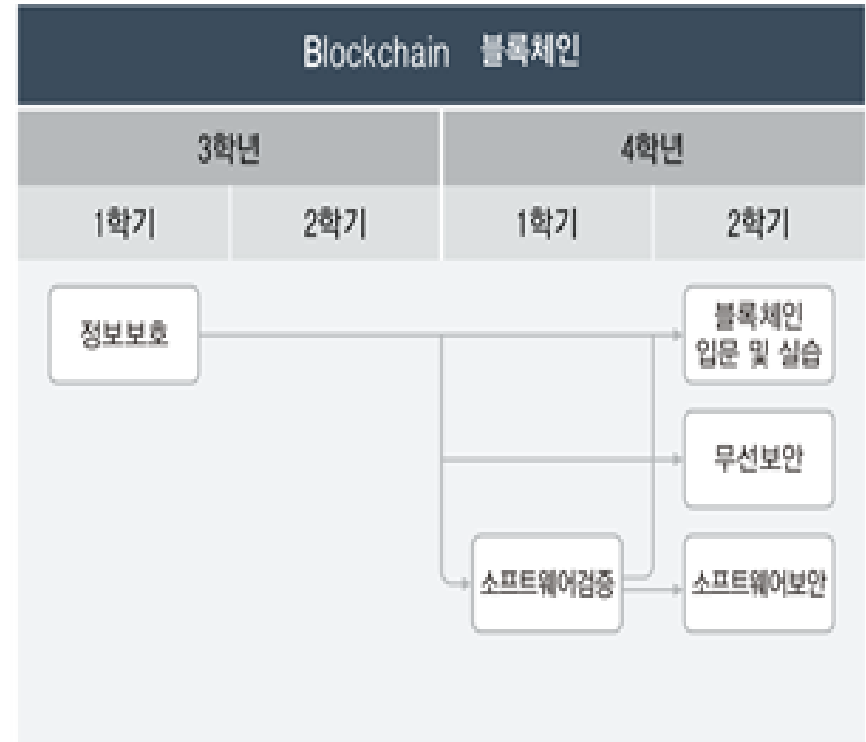 Blockchain 블록체인
3학년 4학년
1학기 2학기 1학기 2학기
정보보호
블록체인
입문 및 실습
무선보안
소프트웨어검증
소프트웨어보안